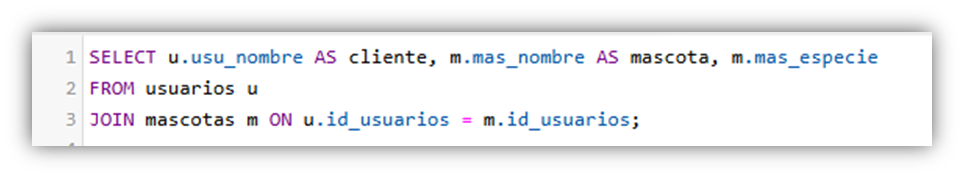 1 SELECT u.usu_nombre AS cliente, m.mas_nombre AS mascota, m.mas_especie
2 FROM usuarios u
3 JOIN mascotas m ON u.id_usuarios = m.id_usuarios;